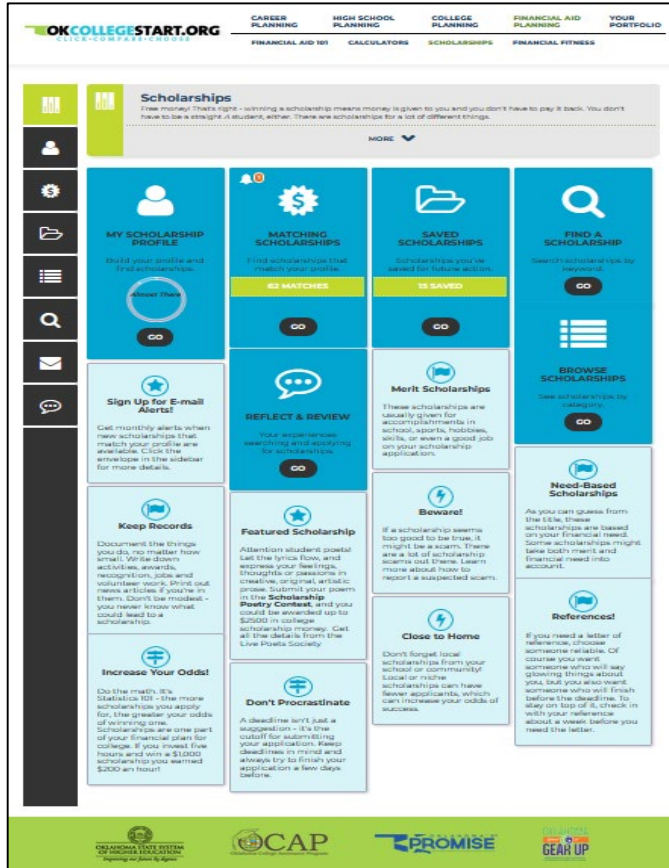 OKCOLLEGESTART.ORG
CLICK-COMPARE-CHOOSE
CAREER
PLANNING
HIGH SCHOOL
PLANNING
COLLEGE
PLANNING
FINANCIAL AID
PLANNING
YOUR
PORTFOLIO
FINANCIAL AID 101
CALCULATORS
SCHOLARSHIPS
FINANCIAL FITNESS
Scholarships
Free money! That's right - winning a scholarship means money is given to you and you don't have to pay it back. You don't
have to be a straight A student, either. There are scholarships for a lot of different things.
MORE
MY SCHOLARSHIP
PROFILE
Build your profile and
find scholarships.
Almost There
GO
Sign Up for E-mail
Alerts!
Get monthly alerts when
new scholarships that
match your profile are
available. Click the
envelope in the sidebar
for more details.
Keep Records
Document the things
you do, no matter how
small. Write down
activities, awards,
recognition, jobs and
volunteer work. Print out
news articles if you're in
them. Don't be modest -
you never know what
could lead to a
scholarship.
Increase Your Odds!
Do the math. It's
Statistics 101 - the more
scholarships you apply
for, the greater your odds
of winning one.
Scholarships are one part
of your financial plan for
college. If you invest five
hours and win a $1,000
scholarship you earned
$200 an hour!
MATCHING
SCHOLARSHIPS
Find scholarships that
match your profile.
62 MATCHES
GO
REFLECT & REVIEW
Your experiences
searching and applying
for scholarships.
GO
Featured Scholarship
Attention student poets!
Let the lyrics flow, and
express your feelings,
thoughts or passions in
creative, original, artistic
prose. Submit your poem
in the Scholarship
Poetry Contest, and you
could be awarded up to
$2500 in college
scholarship money. Get
all the details from the
Live Poets Society
Don't Procrastinate
A deadline isn't just a
suggestion - it's the
cutoff for submitting
your application. Keep
deadlines in mind and
always try to finish your
application a few days
before.
SAVED
SCHOLARSHIPS
Scholarships you've
saved for future action.
15 SAVED
GO
Merit Scholarships
These scholarships are
usually given for
accomplishments in
school, sports, hobbies,
skills, or even a good job
on your scholarship
application.
Beware!
If a scholarship seems
too good to be true, it
might be a scam. There
are a lot of scholarship
scams out there. Learn
more about how to
report a suspected scam.
Close to Home
Don't forget local
scholarships from your
school or community!
Local or niche
scholarships can have
fewer applicants, which
can increase your odds of
success.
FIND A
SCHOLARSHIP
Search scholarships by
keyword.
GO
BROWSE
SCHOLARSHIPS
See scholarships by
category.
GO
Need-Based
Scholarships
As you can guess from
the title, these
scholarships are based
on your financial need.
Some scholarships might
take both merit and
financial need into
account.
References!
If you need a letter of
reference, choose
someone reliable. Of
course you want
someone who will say
glowing things about
you, but you also want
someone who will finish
before the deadline. To
stay on top of it, check in
with your reference
about a week before you
need the letter.
OKLAHOMA STATE SYSTEM
OF HIGHER EDUCATION
Improving our future by degrees
OCAP
Oklahoma College Assistance Program
PROMISE
OKLAHOMA
GEAR UP